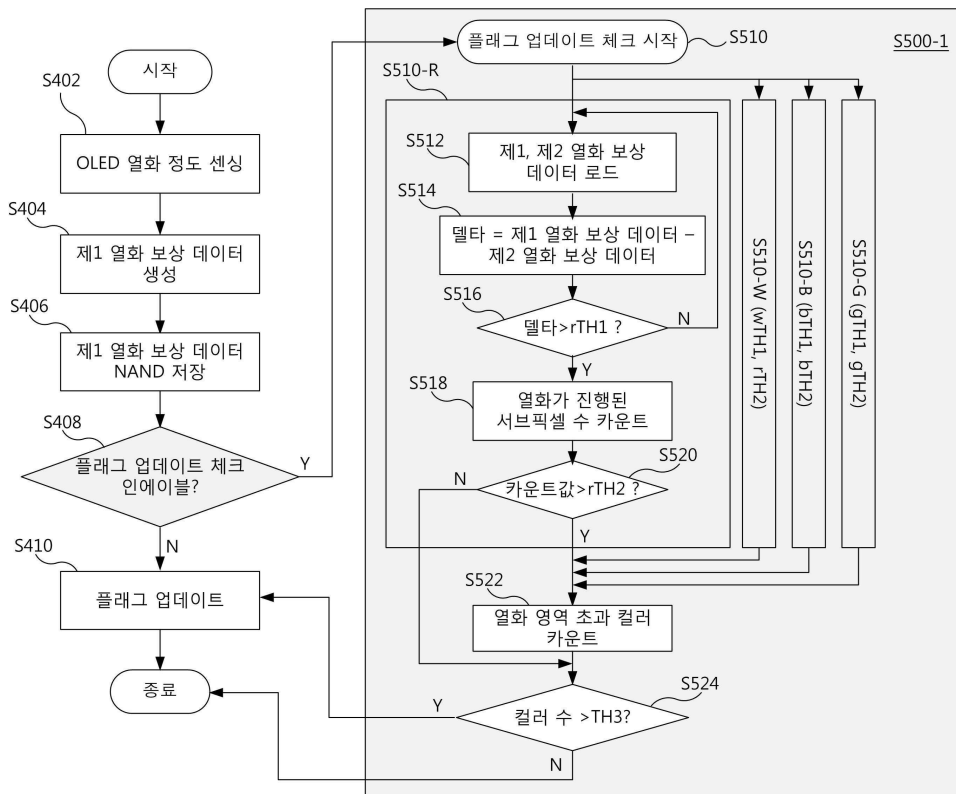 시작
S402
OLED 열화 정도 센싱
S404
제1 열화 보상 데이터
생성
S406
제1 열화 보상 데이터
NAND 저장
S408
플래그 업데이트 체크
인에이블?
Y
N
S410
플래그 업데이트
종료
S500-1
플래그 업데이트 체크 시작
S510
S510-R
S512
제1, 제2 열화 보상
데이터 로드
S514
델타 = 제1 열화 보상 데이터 –
제2 열화 보상 데이터
S516
델타>rTH1 ?
N
Y
S518
열화가 진행된
서브픽셀 수 카운트
S520
카운트값>rTH2 ?
N
Y
S510-W (wTH1, rTH2)
S510-B (bTH1, bTH2)
S510-G (gTH1, gTH2)
S522
열화 영역 초과 컬러
카운트
S524
컬러 수 >TH3?
Y
N